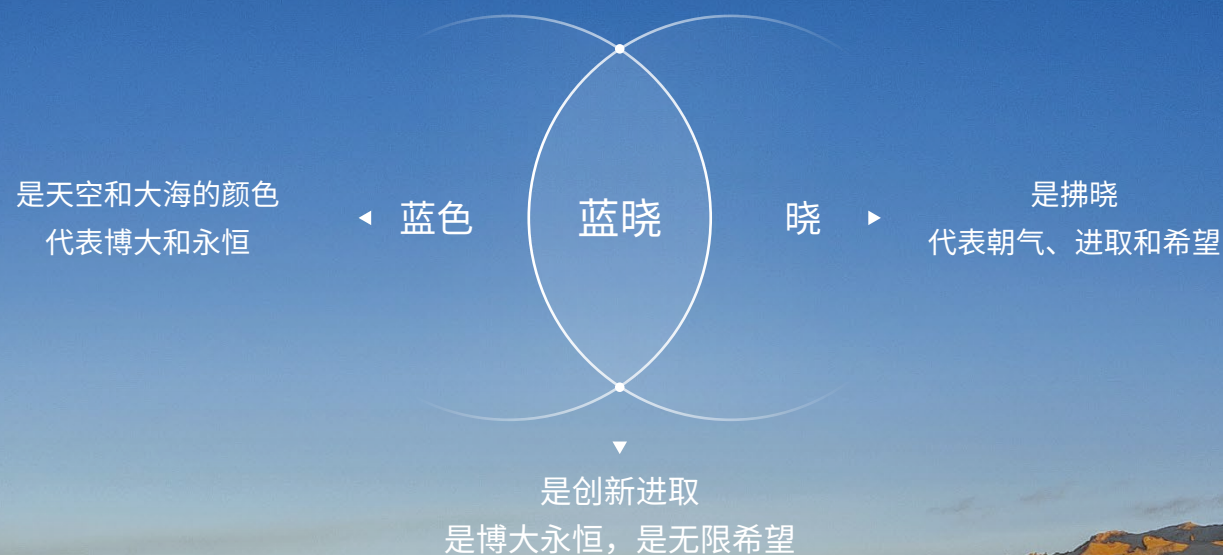 是天空和大海的颜色
代表博大和永恒
蓝色
蓝晓
晓
是拂晓
代表朝气、进取和希望
是创新进取
是博大永恒，是无限希望